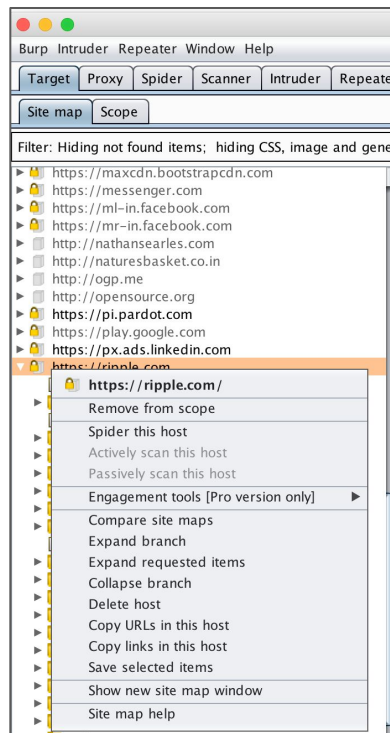 Burp Intruder Repeater Window Help
Target Proxy Spider Scanner Intruder Repeate
Site map Scope
Filter: Hiding not found items; hiding CSS, image and gene
https://maxcdn.bootstrapcdn.com
https://messenger.com
https://ml-in.facebook.com
https://mr-in.facebook.com
http://nathansearles.com
http://naturesbasket.co.in
http://ogp.me
http://opensource.org
https://pi.pardot.com
https://play.google.com
https://px.ads.linkedin.com
https://ripple.com
https://ripple.com/
Remove from scope
Spider this host
Actively scan this host
Passively scan this host
Engagement tools [Pro version only]
Compare site maps
Expand branch
Expand requested items
Collapse branch
Delete host
Copy URLs in this host
Copy links in this host
Save selected items
Show new site map window
Site map help